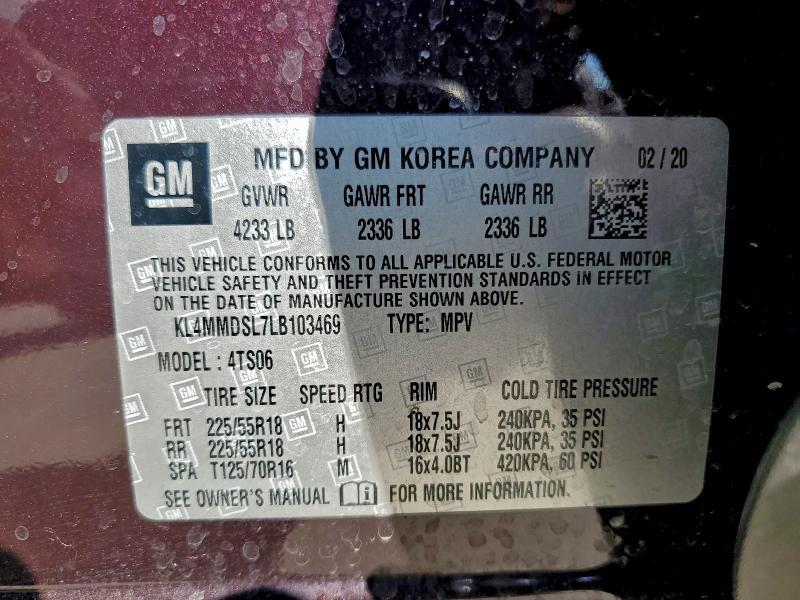 GM
MFD BY GM KOREA COMPANY 02 / 20
GVWR GAWR FRT GAWR RR
4233 LB 2336 LB 2336 LB
THIS VEHICLE CONFORMS TO ALL APPLICABLE U.S. FEDERAL MOTOR
VEHICLE SAFETY AND THEFT PREVENTION STANDARDS IN EFFECT
ON THE DATE OF MANUFACTURE SHOWN ABOVE.
KL4MMDSL7LB103469 TYPE: MPV
MODEL : 4TS06
TIRE SIZE SPEED RTG RIM COLD TIRE PRESSURE
FRT 225/55R18 H 18x7.5J 240KPA, 35 PSI
RR 225/55R18 H 18x7.5J 240KPA, 35 PSI
SPA T125/70R16 M 16x4.0BT 420KPA, 60 PSI
SEE OWNER'S MANUAL FOR MORE INFORMATION.